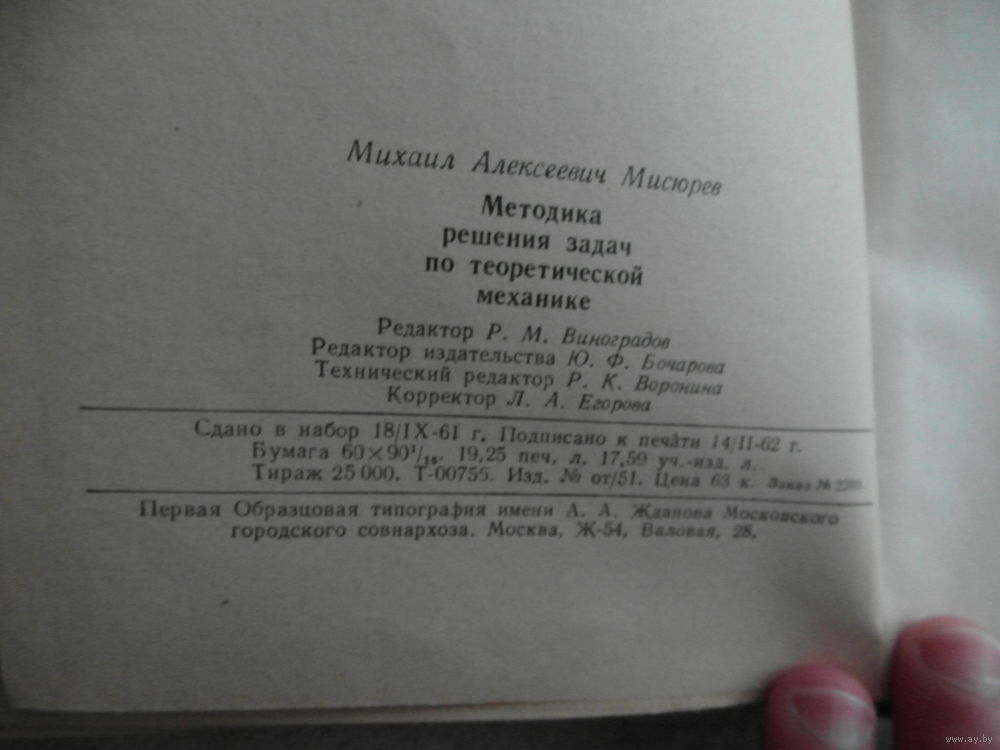 Михаил Алексеевич Мисюрев
Методика
решения задач
по теоретической
механике
Редактор Р. М. Виноградов
Редактор издательства Ю. Ф. Бочарова
Технический редактор Р. К. Воронина
Корректор Л. А. Егорова
Сдано в набор 18/IX-61 г. Подписано к печати 14/II-62 г.
Бумага 60×90¹/₁₆. 19,25 печ. л. 17,59 уч.-изд. л.
Тираж 25 000. Т-00755. Изд. № от/51. Цена 63 к. Заказ №
Первая Образцовая типография имени А. А. Жданова Московского
городского совнархоза. Москва, Ж-54, Валовая, 28.
www.ay.by